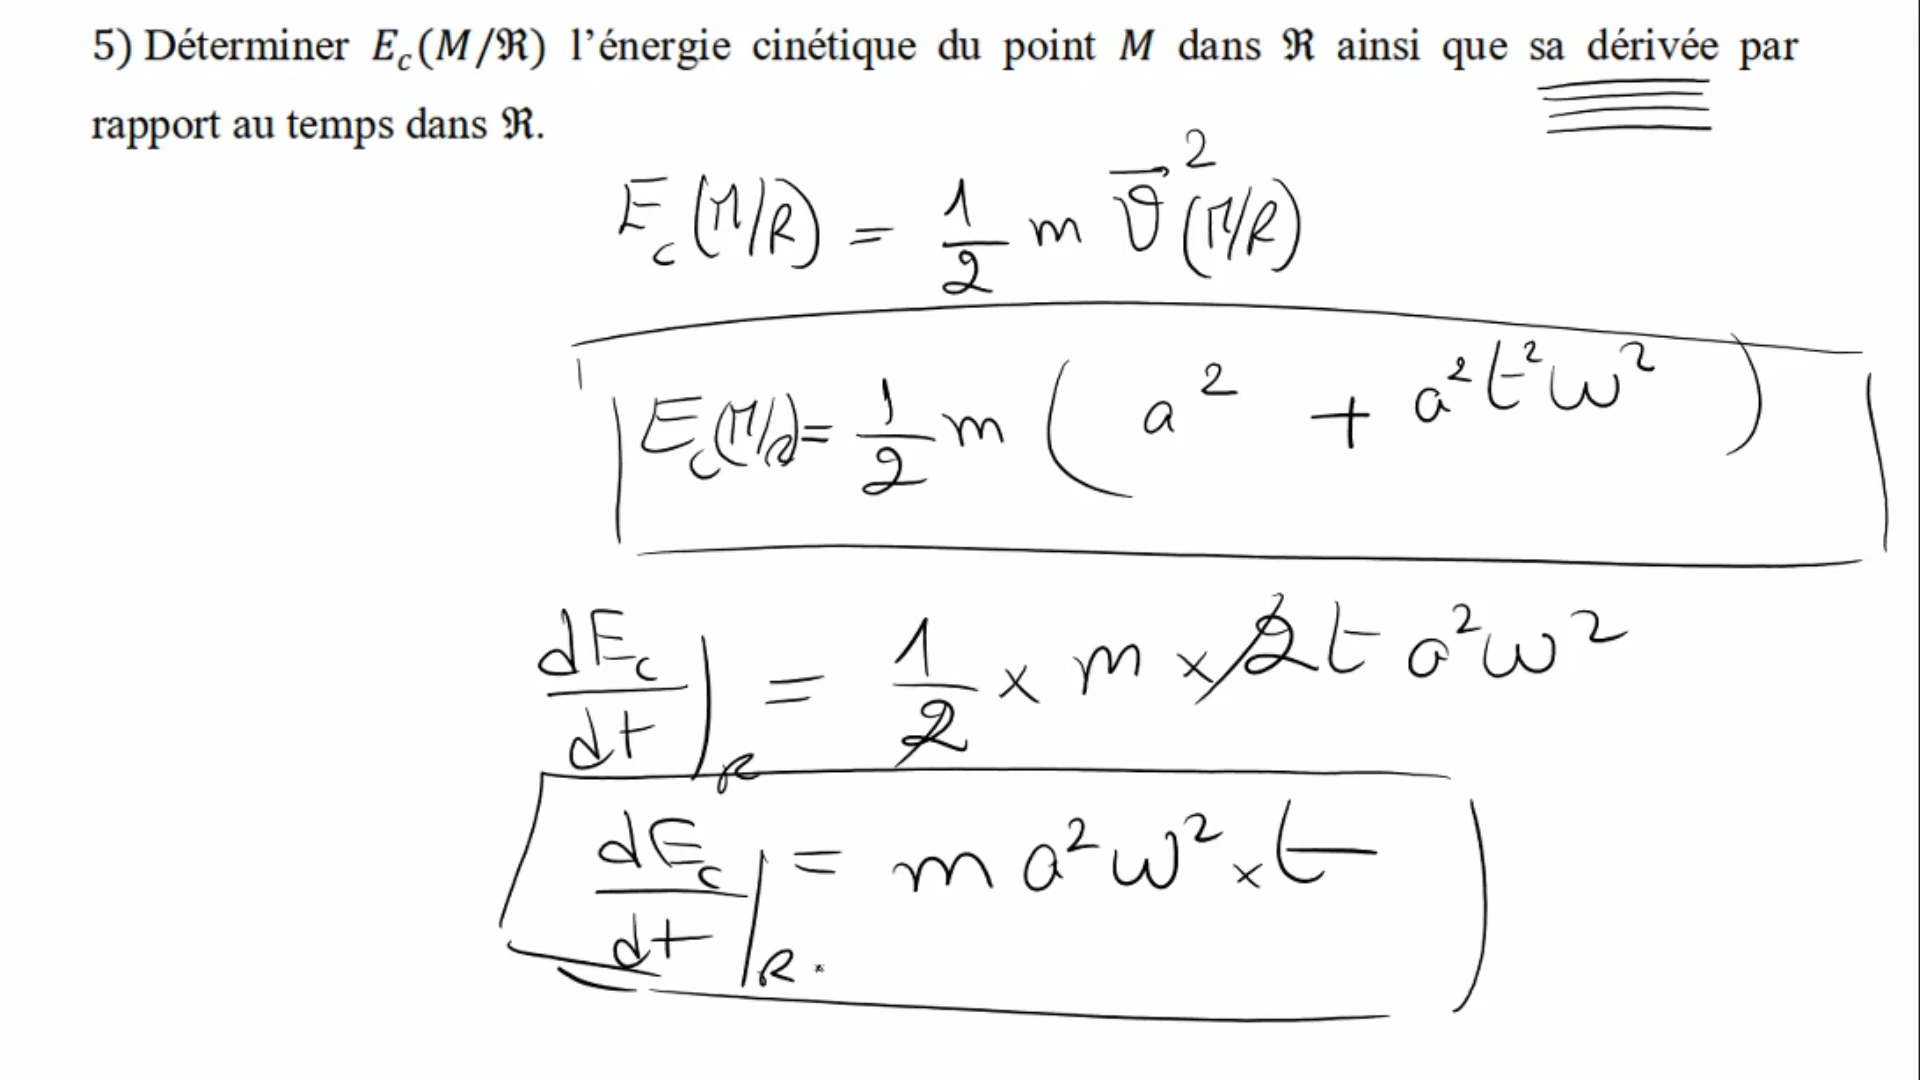 5) Déterminer E_c(M/ℜ) l'énergie cinétique du point M dans ℜ ainsi que sa dérivée par
rapport au temps dans ℜ.
E_c(M/R) = 1/2 m v⃗²(M/R)
E_c(M/R) = 1/2 m (a² + a²t²ω²)
dE_c/dt |_R = 1/2 × m × 2t a²ω²
dE_c/dt |_R = m a²ω² × t